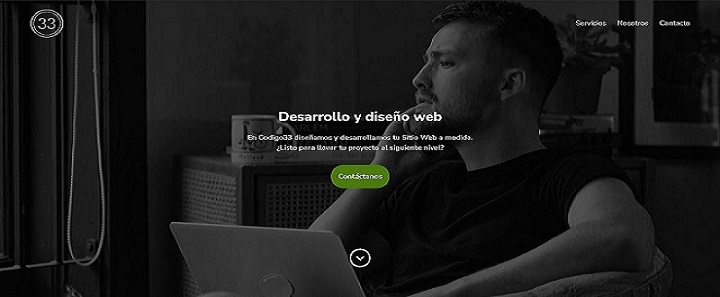 33
Servicios Nosotros Contacto
Desarrollo y diseño web
En Codigo33 diseñamos y desarrollamos tu Sitio Web a medida.
¿Listo para llevar tu proyecto al siguiente nivel?
Contáctanos